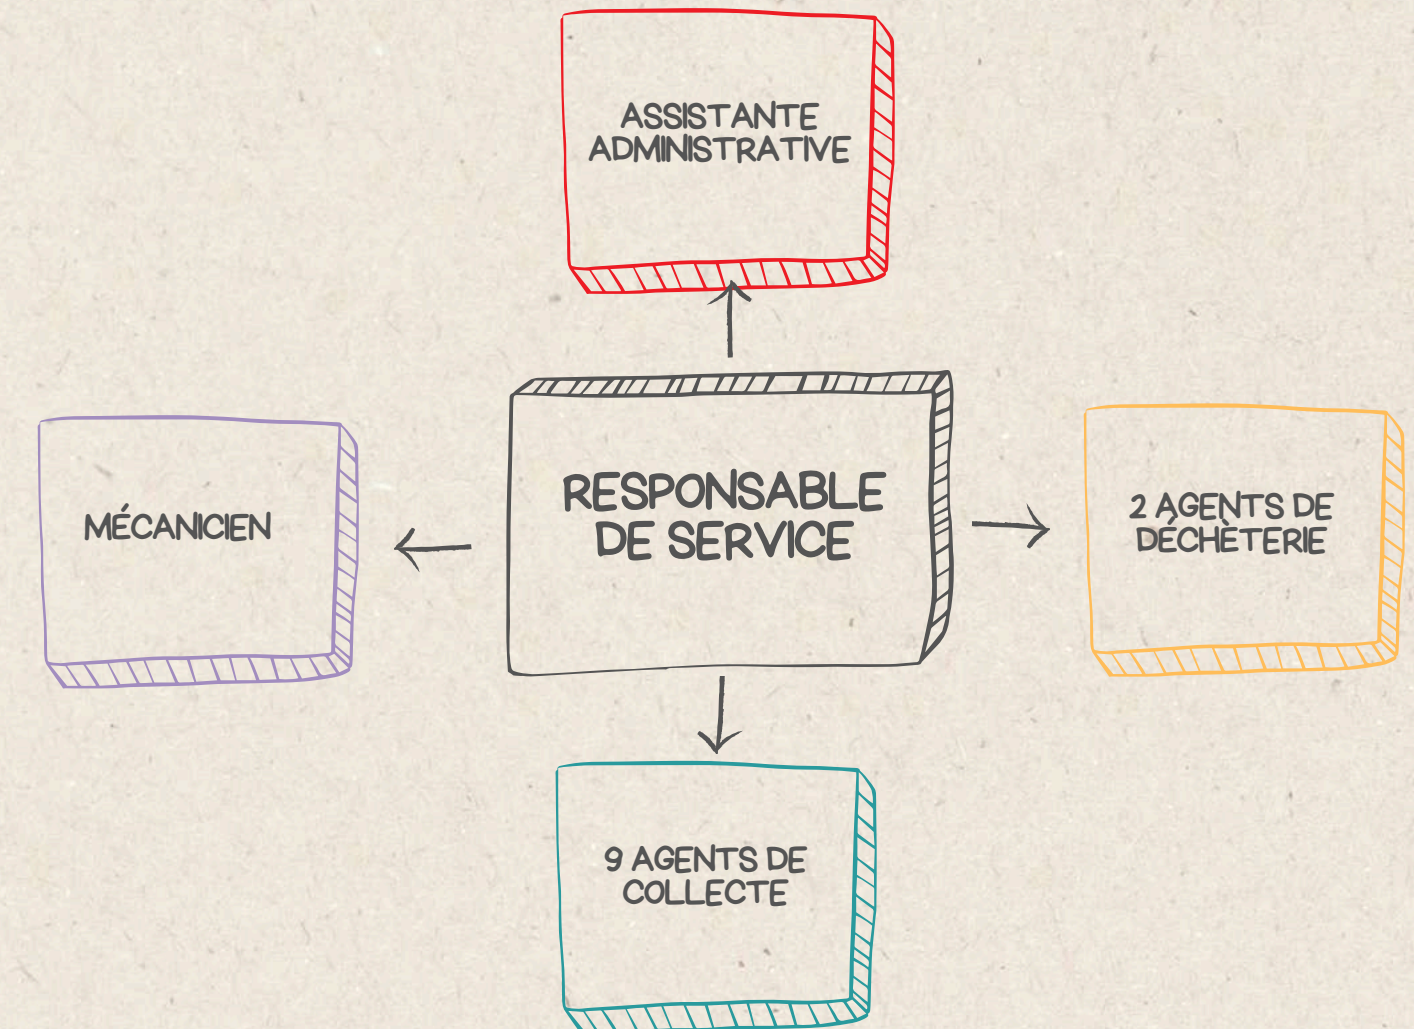 ASSISTANTE
ADMINISTRATIVE
RESPONSABLE
DE SERVICE
MÉCANICIEN
2 AGENTS DE
DÉCHÈTERIE
9 AGENTS DE
COLLECTE